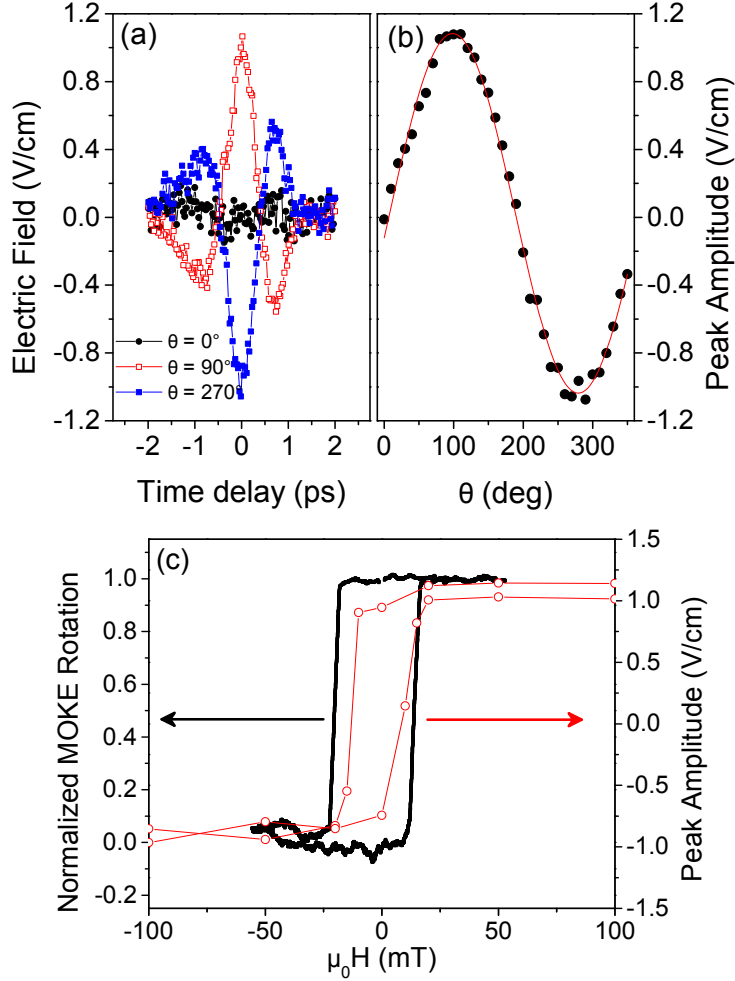 (a)
(b)
1.2
0.8
0.4
0.0
-0.4
-0.8
-1.2
Electric Field (V/cm)
θ = 0°
θ = 90°
θ = 270°
-2 -1 0 1 2
Time delay (ps)
0 100 200 300
θ (deg)
1.2
0.8
0.4
0.0
-0.4
-0.8
-1.2
Peak Amplitude (V/cm)
(c)
1.0
0.8
0.6
0.4
0.2
0.0
-0.2
Normalized MOKE Rotation
1.5
1.0
0.5
0.0
-0.5
-1.0
-1.5
Peak Amplitude (V/cm)
-100 -50 0 50 100
μ₀H (mT)